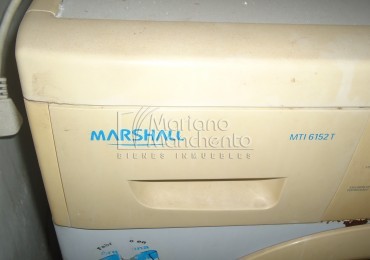 Mariano
MARSHALL
MTI 6152 T
Manchento
BIENES INMUEBLES